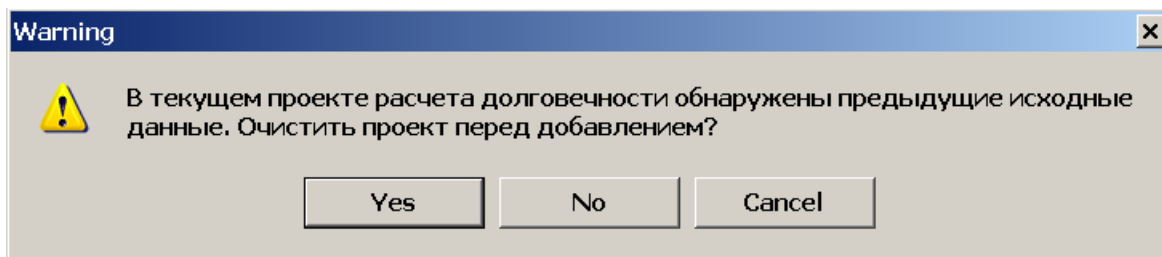 Warning
В текущем проекте расчета долговечности обнаружены предыдущие исходные
данные. Очистить проект перед добавлением?
Yes
No
Cancel